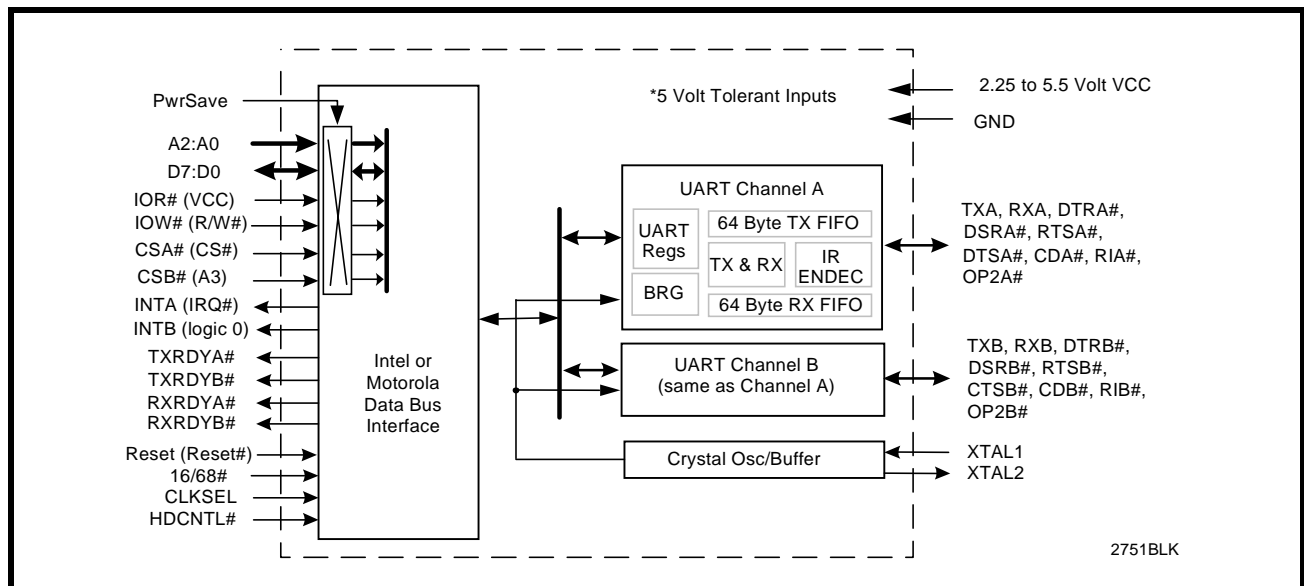 PwrSave
A2:A0
D7:D0
IOR# (VCC)
IOW# (R/W#)
CSA# (CS#)
CSB# (A3)
INTA (IRQ#)
INTB (logic 0)
TXRDYA#
TXRDYB#
RXRDYA#
RXRDYB#
Reset (Reset#)
16/68#
CLKSEL
HDCNTL#
Intel or
Motorola
Data Bus
Interface
*5 Volt Tolerant Inputs
2.25 to 5.5 Volt VCC
GND
UART Channel A
UART
Regs
BRG
64 Byte TX FIFO
TX & RX
IR
ENDEC
64 Byte RX FIFO
TXA, RXA, DTRA#,
DSRA#, RTSA#,
DTSA#, CDA#, RIA#,
OP2A#
UART Channel B
(same as Channel A)
TXB, RXB, DTRB#,
DSRB#, RTSB#,
CTSB#, CDB#, RIB#,
OP2B#
Crystal Osc/Buffer
XTAL1
XTAL2
2751BLK